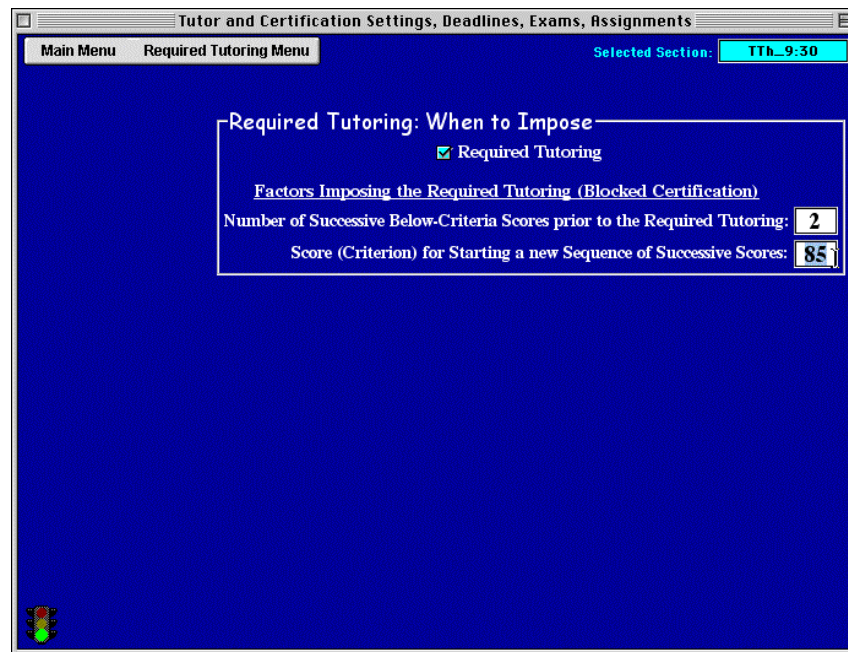 Tutor and Certification Settings, Deadlines, Exams, Assignments
Main Menu Required Tutoring Menu Selected Section: TTh_9:30
Required Tutoring: When to Impose
Required Tutoring
Factors Imposing the Required Tutoring (Blocked Certification)
Number of Successive Below-Criteria Scores prior to the Required Tutoring: 2
Score (Criterion) for Starting a new Sequence of Successive Scores: 85